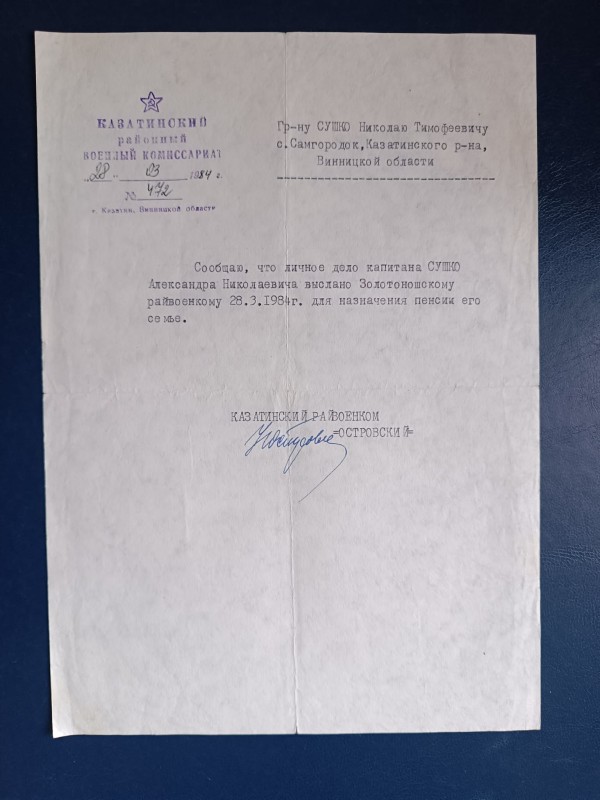 КАЗАТИНСКИЙ
районный
ВОЕННЫЙ КОМИССАРИАТ
„28" 03 1984 г.
№ 472
г. Казатин, Винницкой области
Гр-ну СУШКО Николаю Тимофеевичу
с.Самгородок,Казатинского р-на,
Винницкой области
Сообщаю, что личное дело капитана СУШКО
Александра Николаевича выслано Золотоношскому
райвоенкому 28.3.1984г. для назначения пенсии его
семье.
КАЗАТИНСКИЙ РАЙВОЕНКОМ
=ОСТРОВСКИЙ=